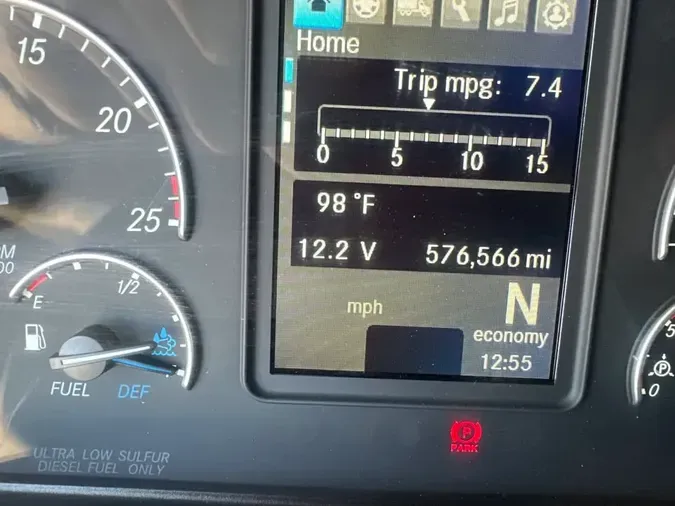 Home
15
20
25
Trip mpg: 7.4
0 5 10 15
98 °F
12.2 V 576,566 mi
mph
N
economy
12:55
E 1/2
FUEL DEF
ULTRA LOW SULFUR
DIESEL FUEL ONLY
P
PARK
P
0